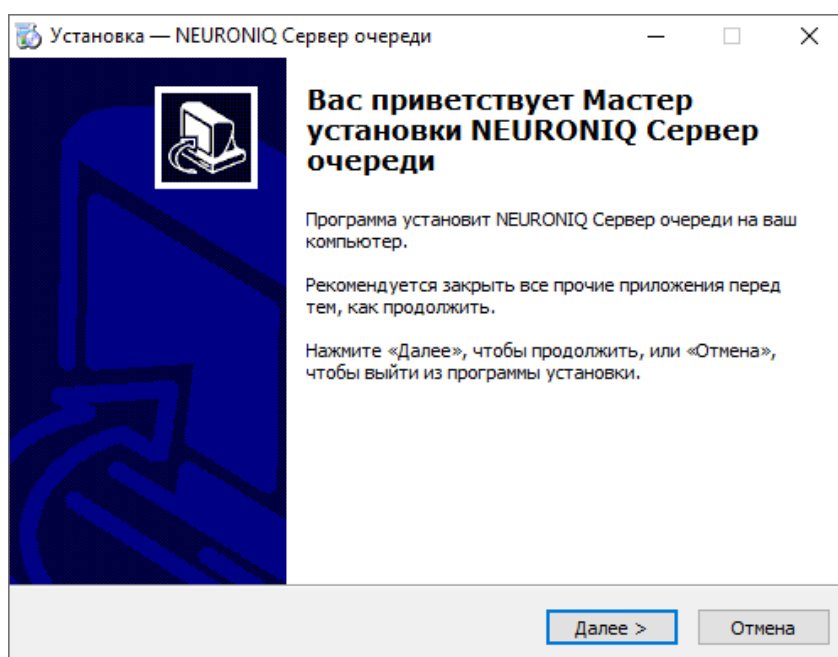 Установка — NEURONIQ Сервер очереди
Вас приветствует Мастер
установки NEURONIQ Сервер
очереди
Программа установит NEURONIQ Сервер очереди на ваш
компьютер.
Рекомендуется закрыть все прочие приложения перед
тем, как продолжить.
Нажмите «Далее», чтобы продолжить, или «Отмена»,
чтобы выйти из программы установки.
Далее >
Отмена